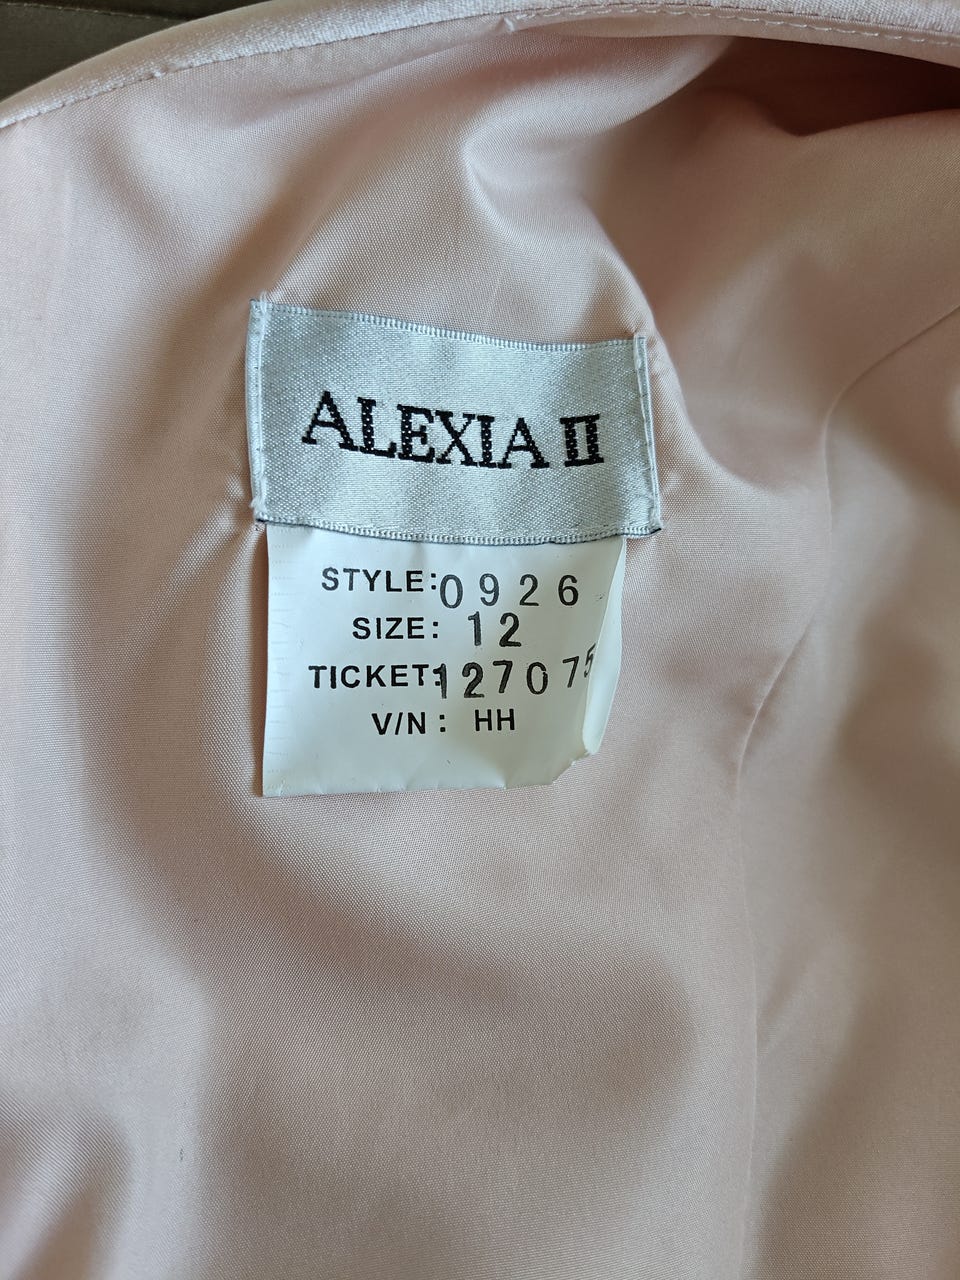 ALEXIA II
STYLE: 0926
SIZE: 12
TICKET: 127075
V/N: HH